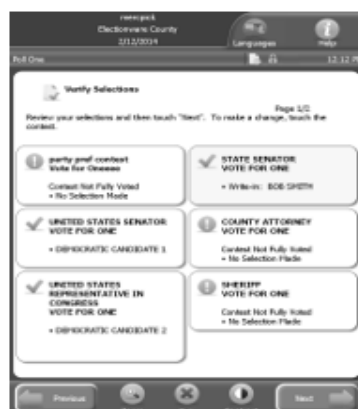 Electionware County
2/12/2014
Languages
Help
Poll One
12:12 P
Verify Selections
Page 1/2
Review your selections and then touch "Next". To make a change, touch the
contest.
party pref contest
Vote for Oneeee
Contest Not Fully Voted
• No Selection Made
STATE SENATOR
VOTE FOR ONE
• Write-in: BOB SMITH
UNITED STATES SENATOR
VOTE FOR ONE
• DEMOCRATIC CANDIDATE 1
COUNTY ATTORNEY
VOTE FOR ONE
Contest Not Fully Voted
• No Selection Made
UNITED STATES
REPRESENTATIVE IN
CONGRESS
VOTE FOR ONE
• DEMOCRATIC CANDIDATE 2
SHERIFF
VOTE FOR ONE
Contest Not Fully Voted
• No Selection Made
Previous
Next